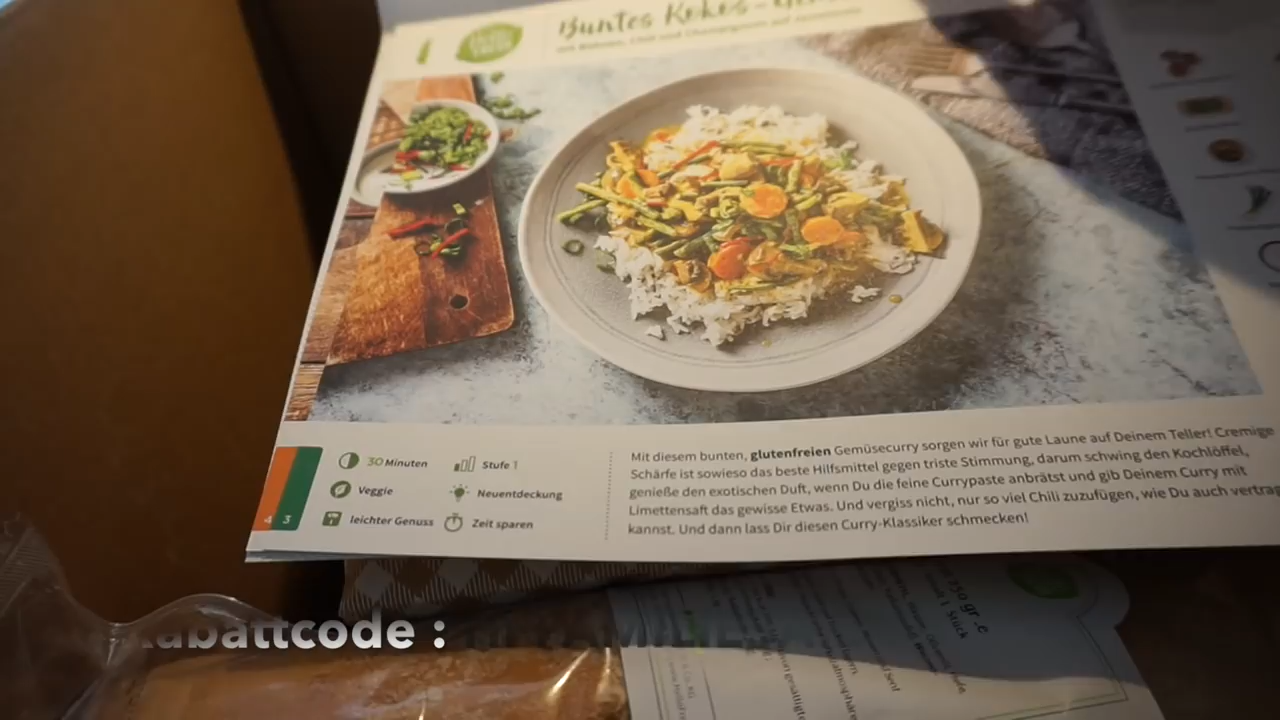 Buntes Kokos-
30 Minuten
Stufe 1
Veggie
Neuentdeckung
leichter Genuss
Zeit sparen
4 3
Mit diesem bunten, glutenfreien Gemüsecurry sorgen wir für gute Laune auf Deinem Teller! Cremige
Schärfe ist sowieso das beste Hilfsmittel gegen triste Stimmung, darum schwing den Kochlöffel,
genieße den exotischen Duft, wenn Du die feine Currypaste anbrätst und gib Deinem Curry mit
Limettensaft das gewisse Etwas. Und vergiss nicht, nur so viel Chili zuzufügen, wie Du auch vertrag
kannst. Und dann lass Dir diesen Curry-Klassiker schmecken!
Rabattcode :
1 Stück